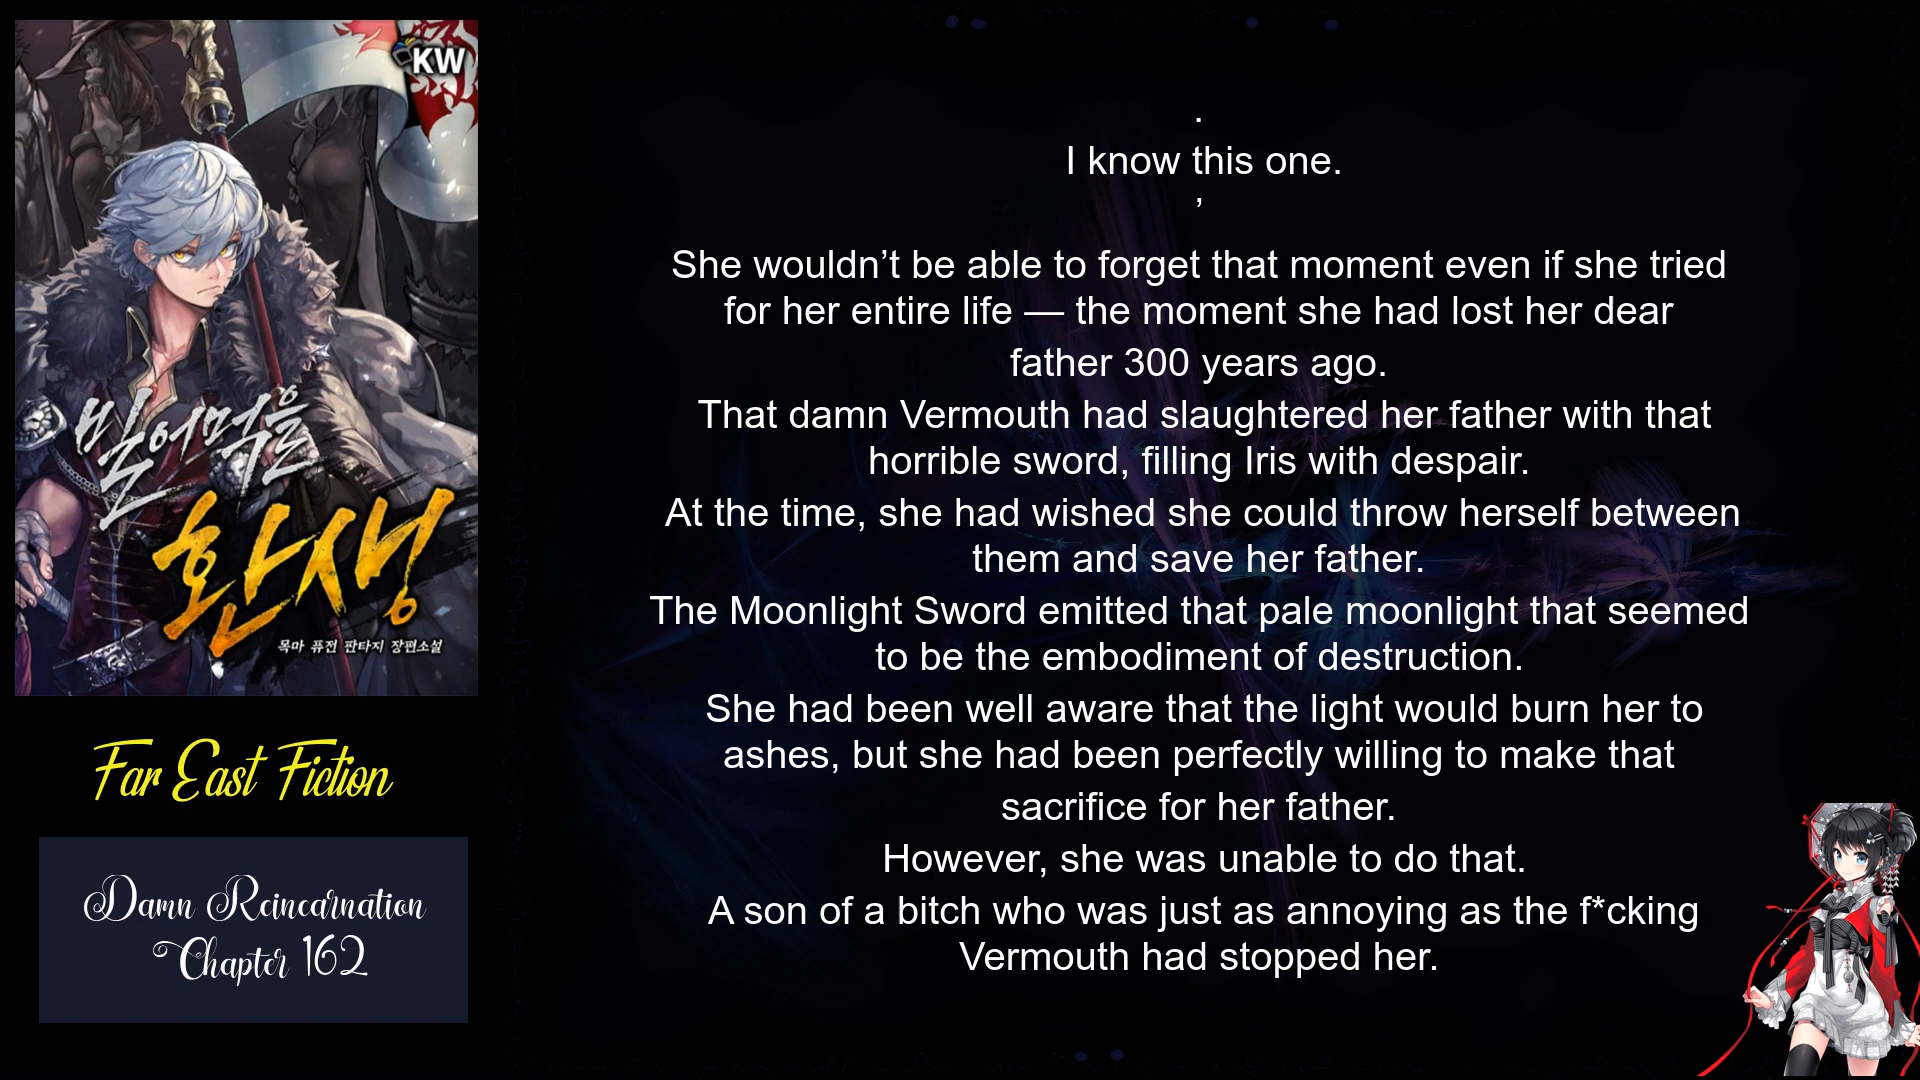 KW
빌어먹을
환생
목마 퓨전 판타지 장편소설
Far East Fiction
Damn Reincarnation
Chapter 162
.
I know this one.
’
She wouldn’t be able to forget that moment even if she tried
for her entire life — the moment she had lost her dear
father 300 years ago.
That damn Vermouth had slaughtered her father with that
horrible sword, filling Iris with despair.
At the time, she had wished she could throw herself between
them and save her father.
The Moonlight Sword emitted that pale moonlight that seemed
to be the embodiment of destruction.
She had been well aware that the light would burn her to
ashes, but she had been perfectly willing to make that
sacrifice for her father.
However, she was unable to do that.
A son of a bitch who was just as annoying as the f*cking
Vermouth had stopped her.